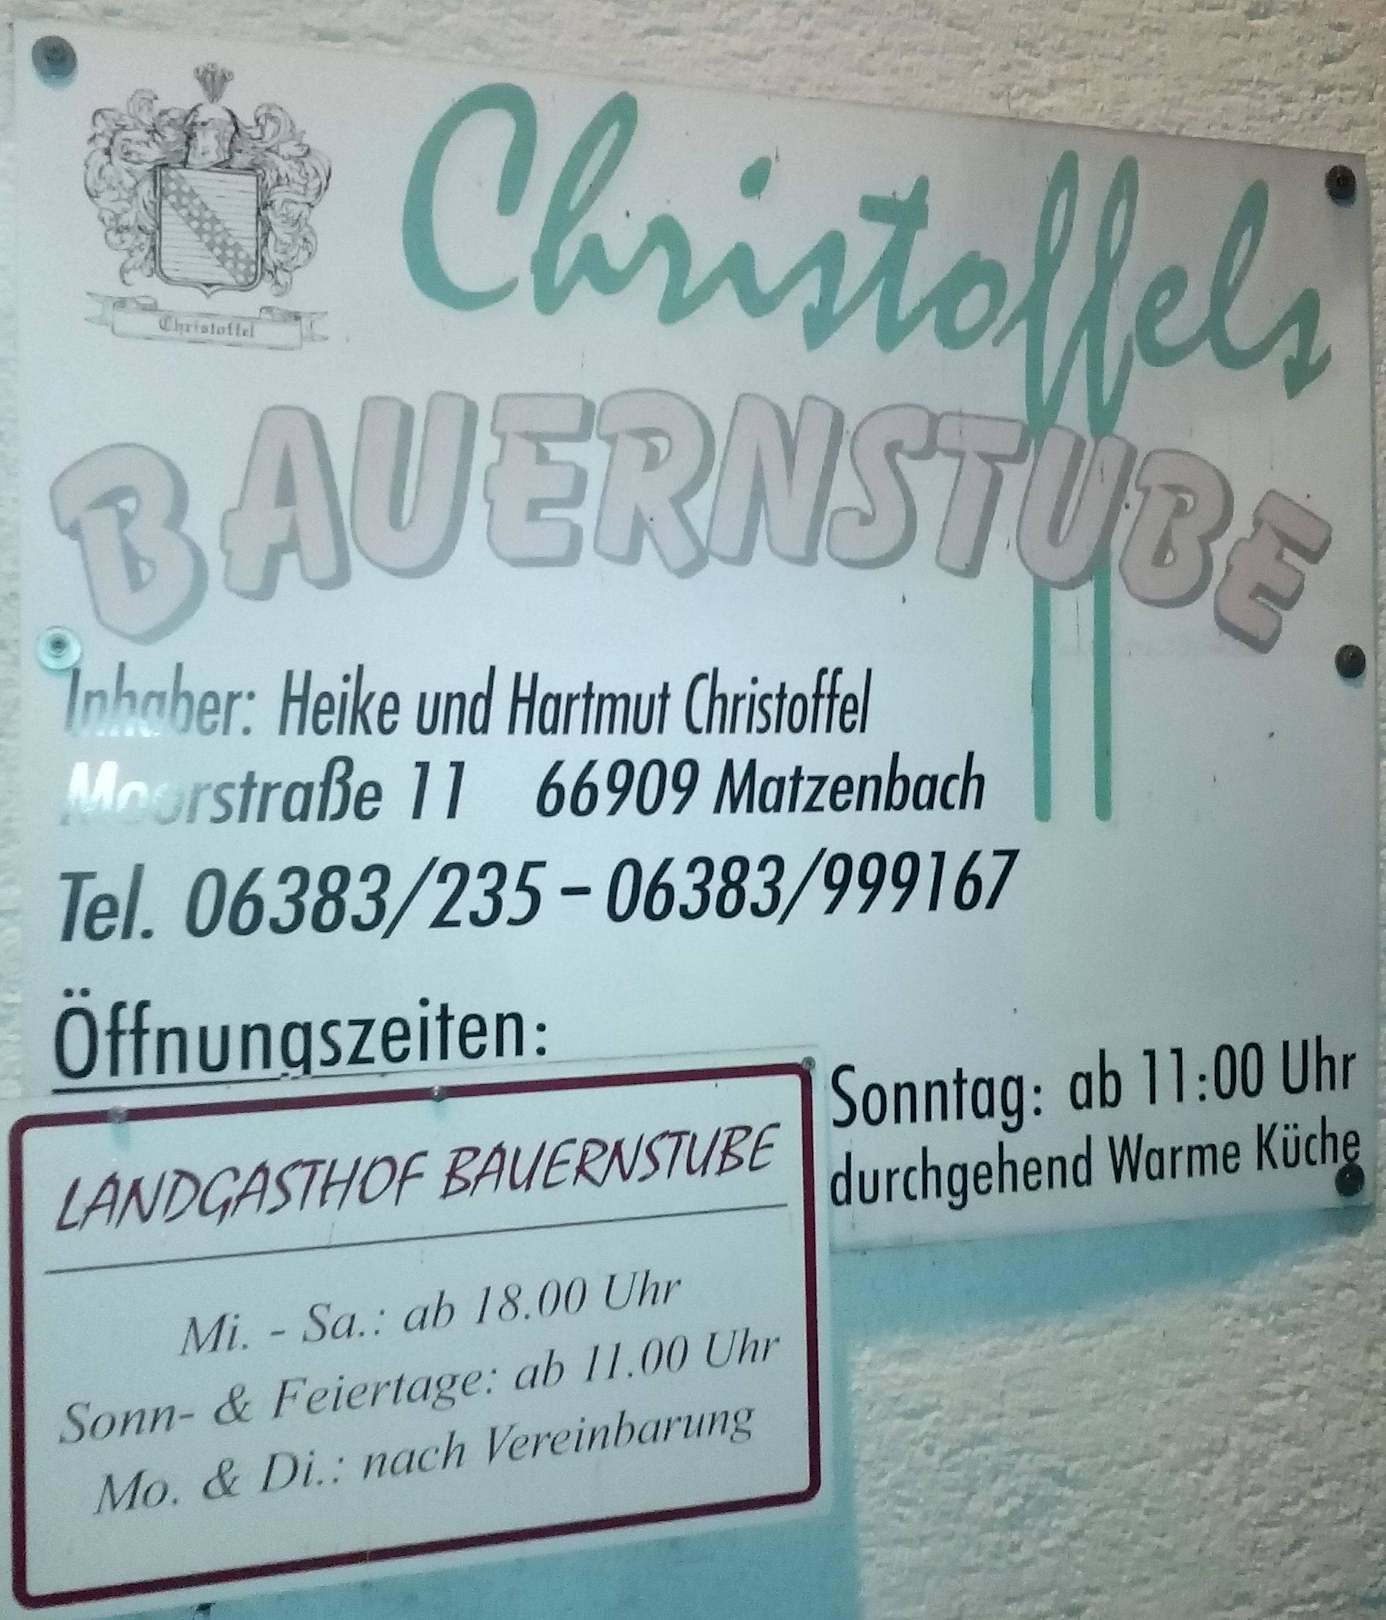 Christoffel
Christoffels
BAUERNSTUBE
Inhaber: Heike und Hartmut Christoffel
Moorstraße 11 66909 Matzenbach
Tel. 06383/235 – 06383/999167
Öffnungszeiten:
Sonntag: ab 11:00 Uhr
durchgehend Warme Küche
LANDGASTHOF BAUERNSTUBE
Mi. - Sa.: ab 18.00 Uhr
Sonn- & Feiertage: ab 11.00 Uhr
Mo. & Di.: nach Vereinbarung